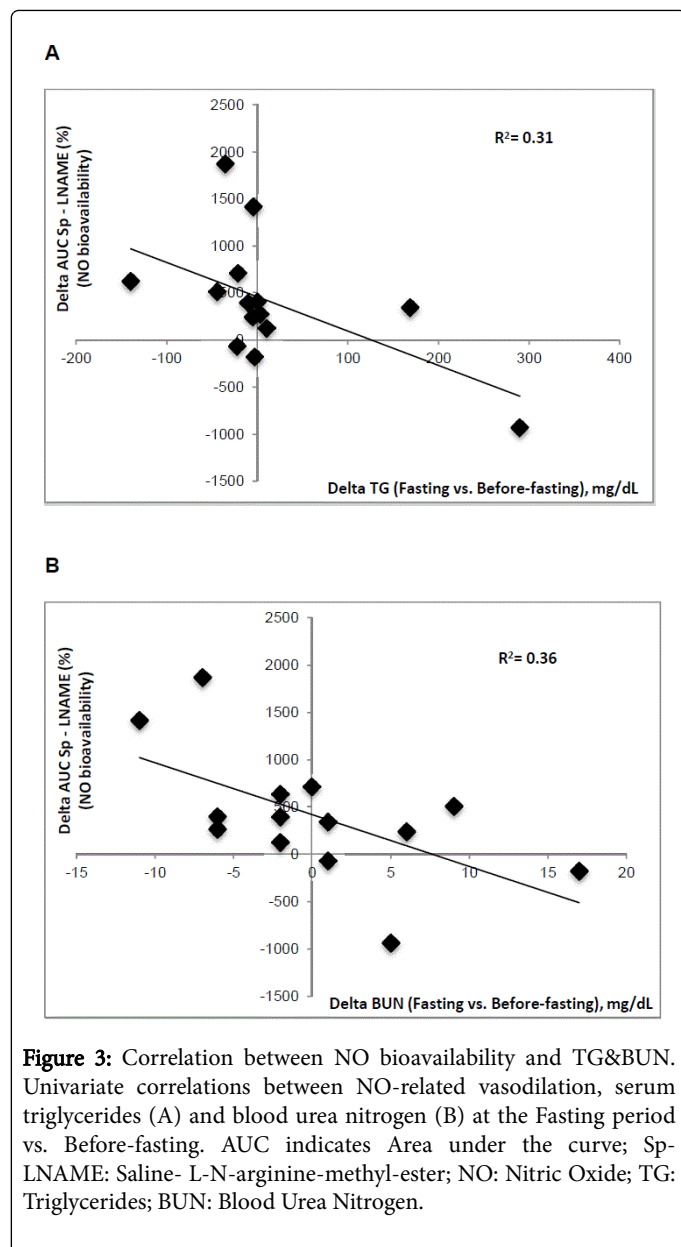 A
2500
R²= 0.31
2000
1500
1000
500
0
-200
-100
100
200
300
400
-500
-1000
-1500
Delta AUC Sp - LNAME (%)
(NO bioavailability)
Delta TG (Fasting vs. Before-fasting), mg/dL
B
2500
R²= 0.36
2000
1500
1000
500
0
-15
-10
-5
0
5
10
15
20
-500
-1000
-1500
Delta AUC Sp - LNAME (%)
(NO bioavailability)
Delta BUN (Fasting vs. Before-fasting), mg/dL
Figure 3: Correlation between NO bioavailability and TG&BUN.
Univariate correlations between NO-related vasodilation, serum
triglycerides (A) and blood urea nitrogen (B) at the Fasting period
vs. Before-fasting. AUC indicates Area under the curve; Sp-
LNAME: Saline- L-N-arginine-methyl-ester; NO: Nitric Oxide; TG:
Triglycerides; BUN: Blood Urea Nitrogen.